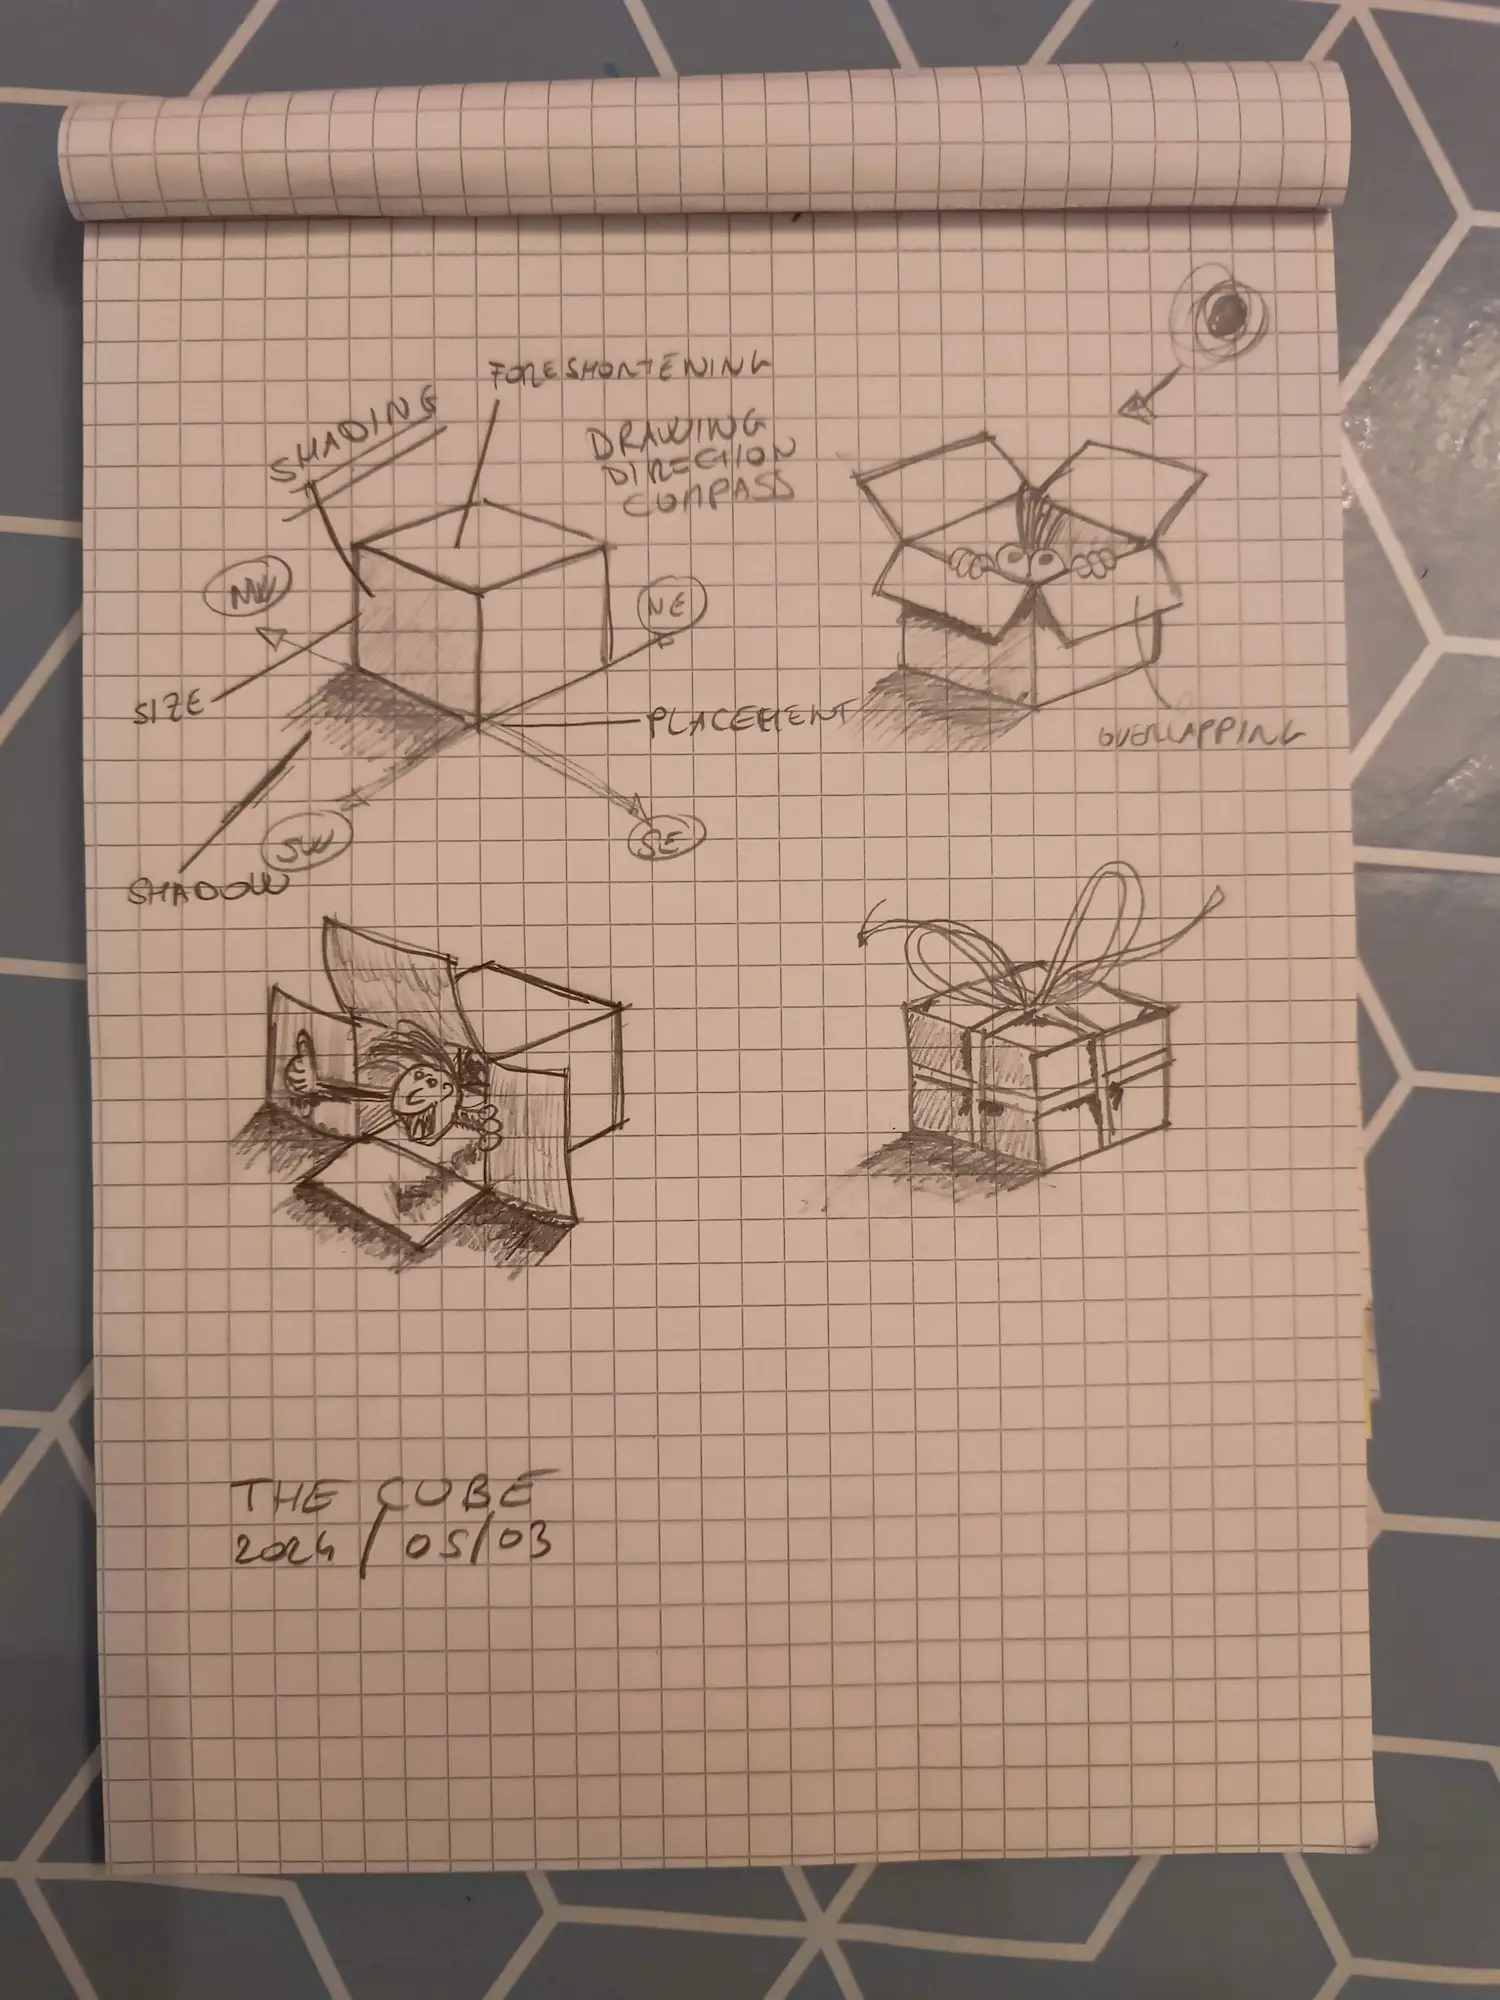 FORESHORTENING
SHADING
DRAWING
DIRECTION
COMPASS
NW
NE
SIZE
PLACEMENT
OVERLAPPING
SW
SE
SHADOW
THE CUBE
2024/05/03